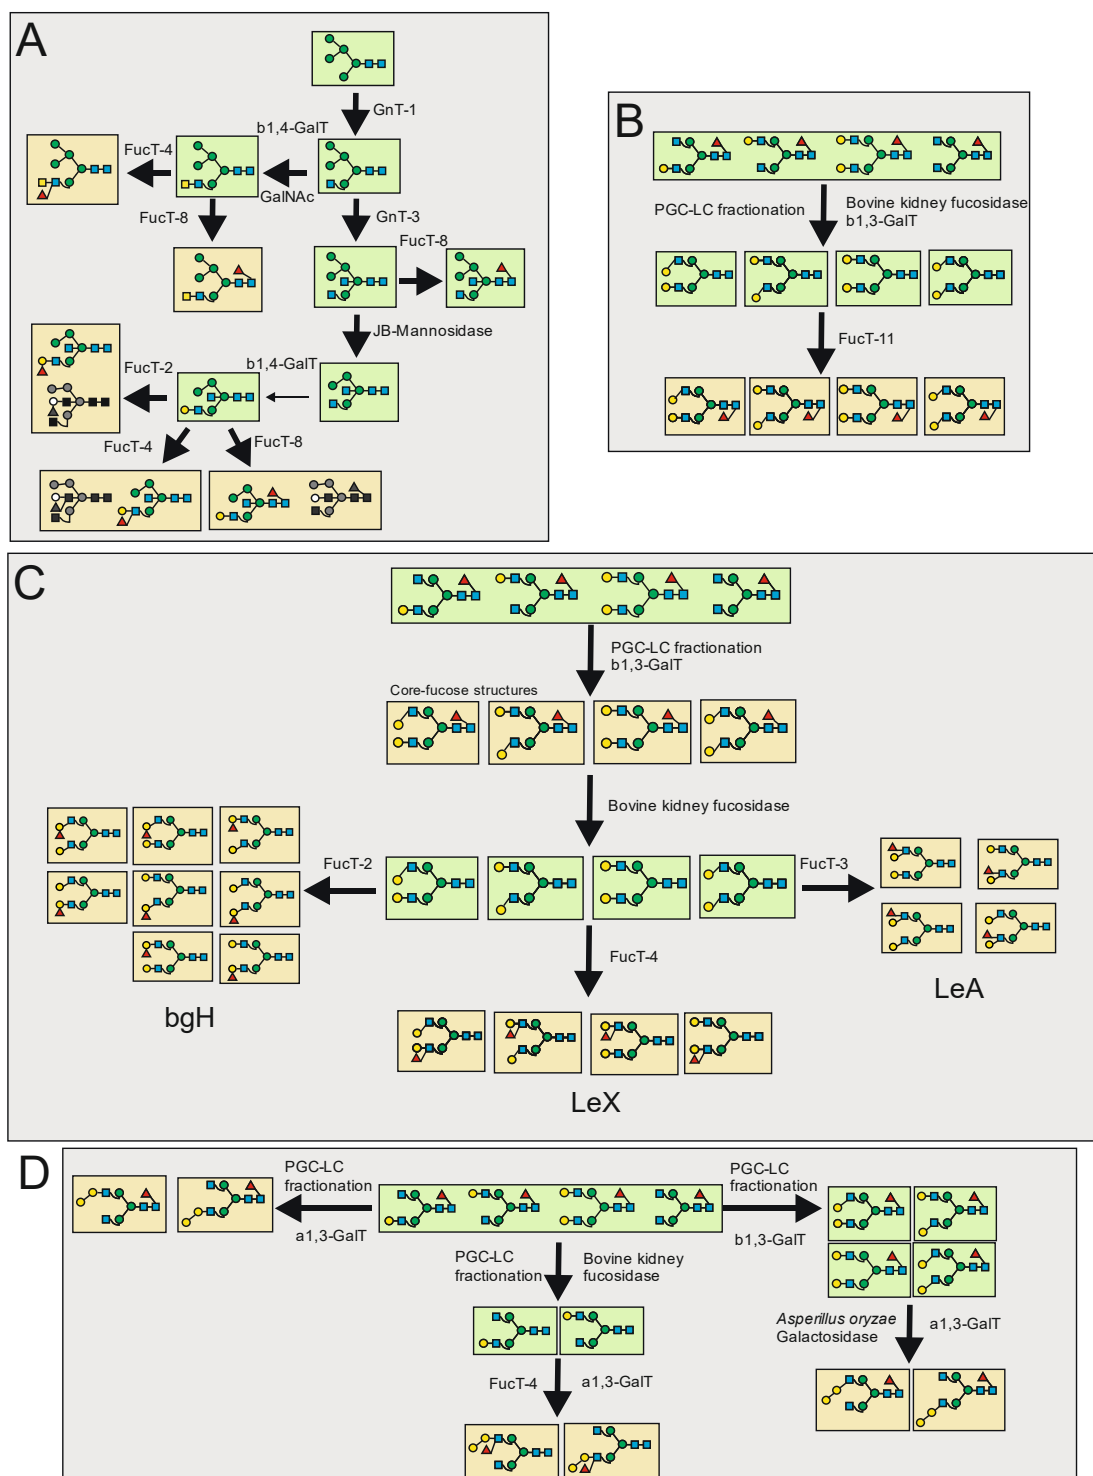 A
GnT-1
b1,4-GalT
FucT-4
GalNAc
FucT-8
GnT-3
FucT-8
JB-Mannosidase
b1,4-GalT
FucT-2
FucT-4
FucT-8
B
PGC-LC fractionation
Bovine kidney fucosidase
b1,3-GalT
FucT-11
C
PGC-LC fractionation
b1,3-GalT
Core-fucose structures
Bovine kidney fucosidase
FucT-2
FucT-3
FucT-4
bgH
LeA
LeX
D
PGC-LC
fractionation
a1,3-GalT
PGC-LC
fractionation
b1,3-GalT
PGC-LC
fractionation
Bovine kidney
fucosidase
Asperillus oryzae
Galactosidase
a1,3-GalT
FucT-4
a1,3-GalT